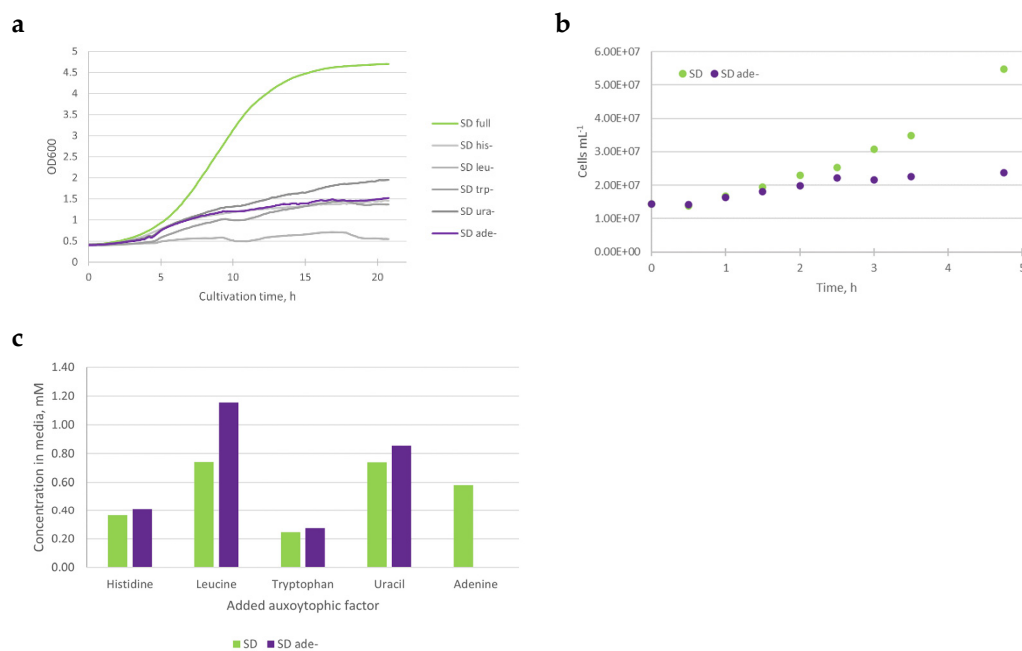 a
5
4.5
4
3.5
3
2.5
2
1.5
1
0.5
0
OD600
0 5 10 15 20
Cultivation time, h
SD full
SD his-
SD leu-
SD trp-
SD ura-
SD ade-
b
6.00E+07
5.00E+07
4.00E+07
3.00E+07
2.00E+07
1.00E+07
0.00E+00
Cells mL-1
SD SD ade-
0 1 2 3 4 5
Time, h
c
1.40
1.20
1.00
0.80
0.60
0.40
0.20
0.00
Concentration in media, mM
Histidine Leucine Tryptophan Uracil Adenine
Added auxoytophic factor
SD SD ade-